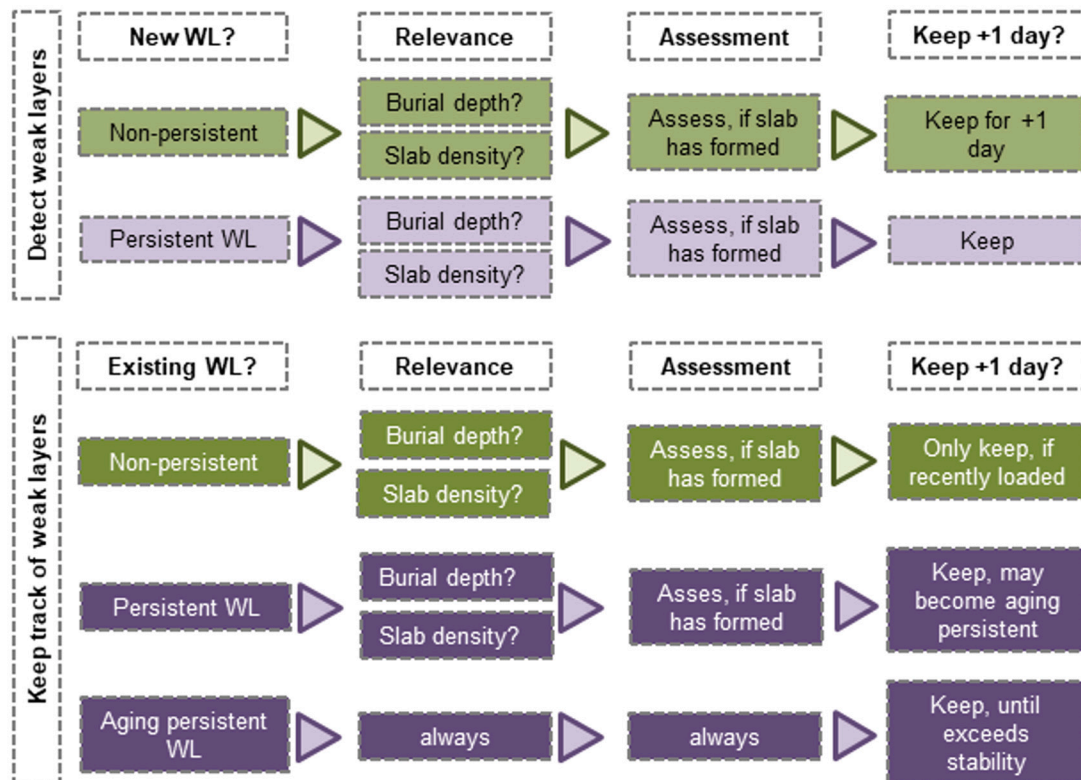 Detect weak layers
New WL?
Relevance
Assessment
Keep +1 day?
Non-persistent
Burial depth?
Slab density?
Assess, if slab
has formed
Keep for +1
day
Persistent WL
Burial depth?
Slab density?
Assess, if slab
has formed
Keep
Keep track of weak layers
Existing WL?
Relevance
Assessment
Keep +1 day?
Non-persistent
Burial depth?
Slab density?
Assess, if slab
has formed
Only keep, if
recently loaded
Persistent WL
Burial depth?
Slab density?
Asses, if slab
has formed
Keep, may
become aging
persistent
Aging persistent
WL
always
always
Keep, until
exceeds
stability